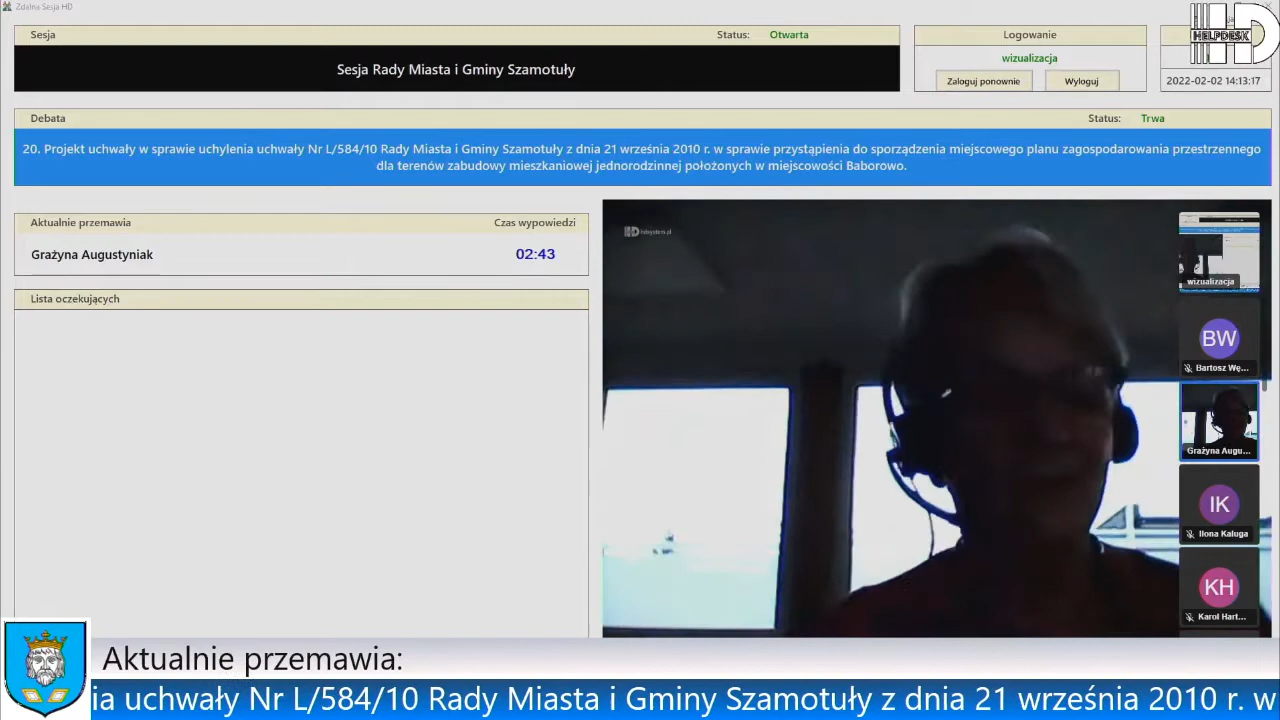 Zdalna Sesja HD
Sesja
Status:
Otwarta
Sesja Rady Miasta i Gminy Szamotuły
Logowanie
wizualizacja
Zaloguj ponownie
Wyloguj
HELPDESK
2022-02-02 14:13:17
Debata
Status:
Trwa
20. Projekt uchwały w sprawie uchylenia uchwały Nr L/584/10 Rady Miasta i Gminy Szamotuły z dnia 21 września 2010 r. w sprawie przystąpienia do sporządzenia miejscowego planu zagospodarowania przestrzennego
dla terenów zabudowy mieszkaniowej jednorodzinnej położonych w miejscowości Baborowo.
Aktualnie przemawia
Czas wypowiedzi
Grażyna Augustyniak
02:43
Lista oczekujących
wizualizacja
BW
Bartosz Wę...
Grażyna Augu...
IK
Ilona Kaluga
KH
Karol Hart...
Aktualnie przemawia:
ia uchwały Nr L/584/10 Rady Miasta i Gminy Szamotuły z dnia 21 września 2010 r. w